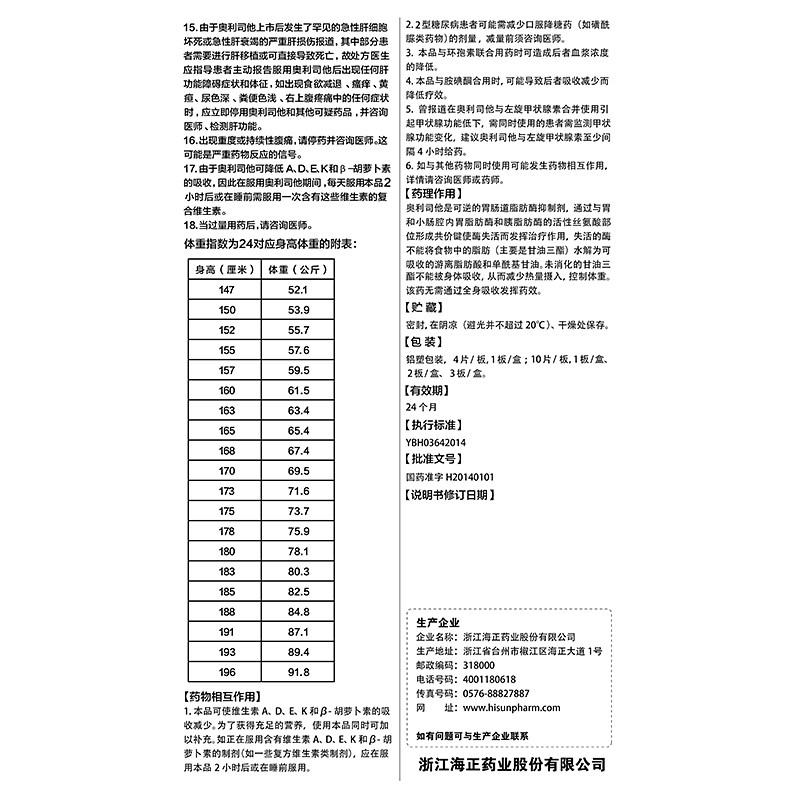 15. 由于奥利司他上市后发生了罕见的急性肝细胞
坏死或急性肝衰竭的严重肝损伤报道，其中部分患
者需要进行肝移植或可直接导致死亡，故处方医生
应指导患者主动报告服用奥利司他后出现任何肝
功能障碍症状和体征，如出现食欲减退、瘙痒、黄
疸、尿色深、粪便色浅、右上腹疼痛中的任何症状
时，应立即停用奥利司他和其他可疑药品，并咨询
医师、检测肝功能。
16. 出现重度或持续性腹痛，请停药并咨询医师。这
可能是严重药物反应的信号。
17. 由于奥利司他可降低 A、D、E、K和β-胡萝卜素
的吸收，因此在服用奥利司他期间，每天服用本品2
小时后或在睡前需服用一次含有这些维生素的复
合维生素。
18. 当过量用药后，请咨询医师。
体重指数为24对应身高体重的附表：
身高（厘米） 体重（公斤）
147 52.1
150 53.9
152 55.7
155 57.6
157 59.5
160 61.5
163 63.4
165 65.4
168 67.4
170 69.5
173 71.6
175 73.7
178 75.9
180 78.1
183 80.3
185 82.5
188 84.8
191 87.1
193 89.4
196 91.8
【药物相互作用】
1. 本品可使维生素 A、D、E、K 和β- 胡萝卜素的吸
收减少。为了获得充足的营养，使用本品同时可加
以补充。如正在服用含有维生素 A、D、E、K 和β- 胡
萝卜素的制剂（如一些复方维生素类制剂），应在服
用本品 2 小时后或在睡前服用。
2. 2型糖尿病患者可能需减少口服降糖药（如磺酰
脲类药物）的剂量，减量前须咨询医师。
3. 本品与环孢素联合用药时可造成后者血浆浓度
的降低。
4. 本品与胺碘酮合用时，可能导致后者吸收减少而
降低疗效。
5. 曾报道在奥利司他与左旋甲状腺素合并使用引
起甲状腺功能低下，需同时使用的患者需监测甲状
腺功能变化，建议奥利司他与左旋甲状腺素至少间
隔 4 小时给药。
6. 如与其他药物同时使用可能发生药物相互作用，
详情请咨询医师或药师。
【药理作用】
奥利司他是可逆的胃肠道脂肪酶抑制剂，通过与胃
和小肠腔内胃脂肪酶和胰脂肪酶的活性丝氨酸部
位形成共价键使酶失活而发挥治疗作用，失活的酶
不能将食物中的脂肪（主要是甘油三酯）水解为可
吸收的游离脂肪酸和单酰基甘油。未消化的甘油三
酯不能被身体吸收，从而减少热量摄入，控制体重。
该药无需通过全身吸收发挥药效。
【贮 藏】
密封，在阴凉（避光并不超过 20℃）、干燥处保存。
【包 装】
铝塑包装，4片/板，1板/盒；10片/板，1板/盒、
2板/盒、3板/盒。
【有效期】
24 个月
【执行标准】
YBH03642014
【批准文号】
国药准字 H20140101
【说明书修订日期】
生产企业
企业名称：浙江海正药业股份有限公司
生产地址：浙江省台州市椒江区海正大道 1号
邮政编码：318000
电话号码：4001180618
传真号码：0576-88827887
网 址：www.hisunpharm.com
如有问题可与生产企业联系
浙江海正药业股份有限公司